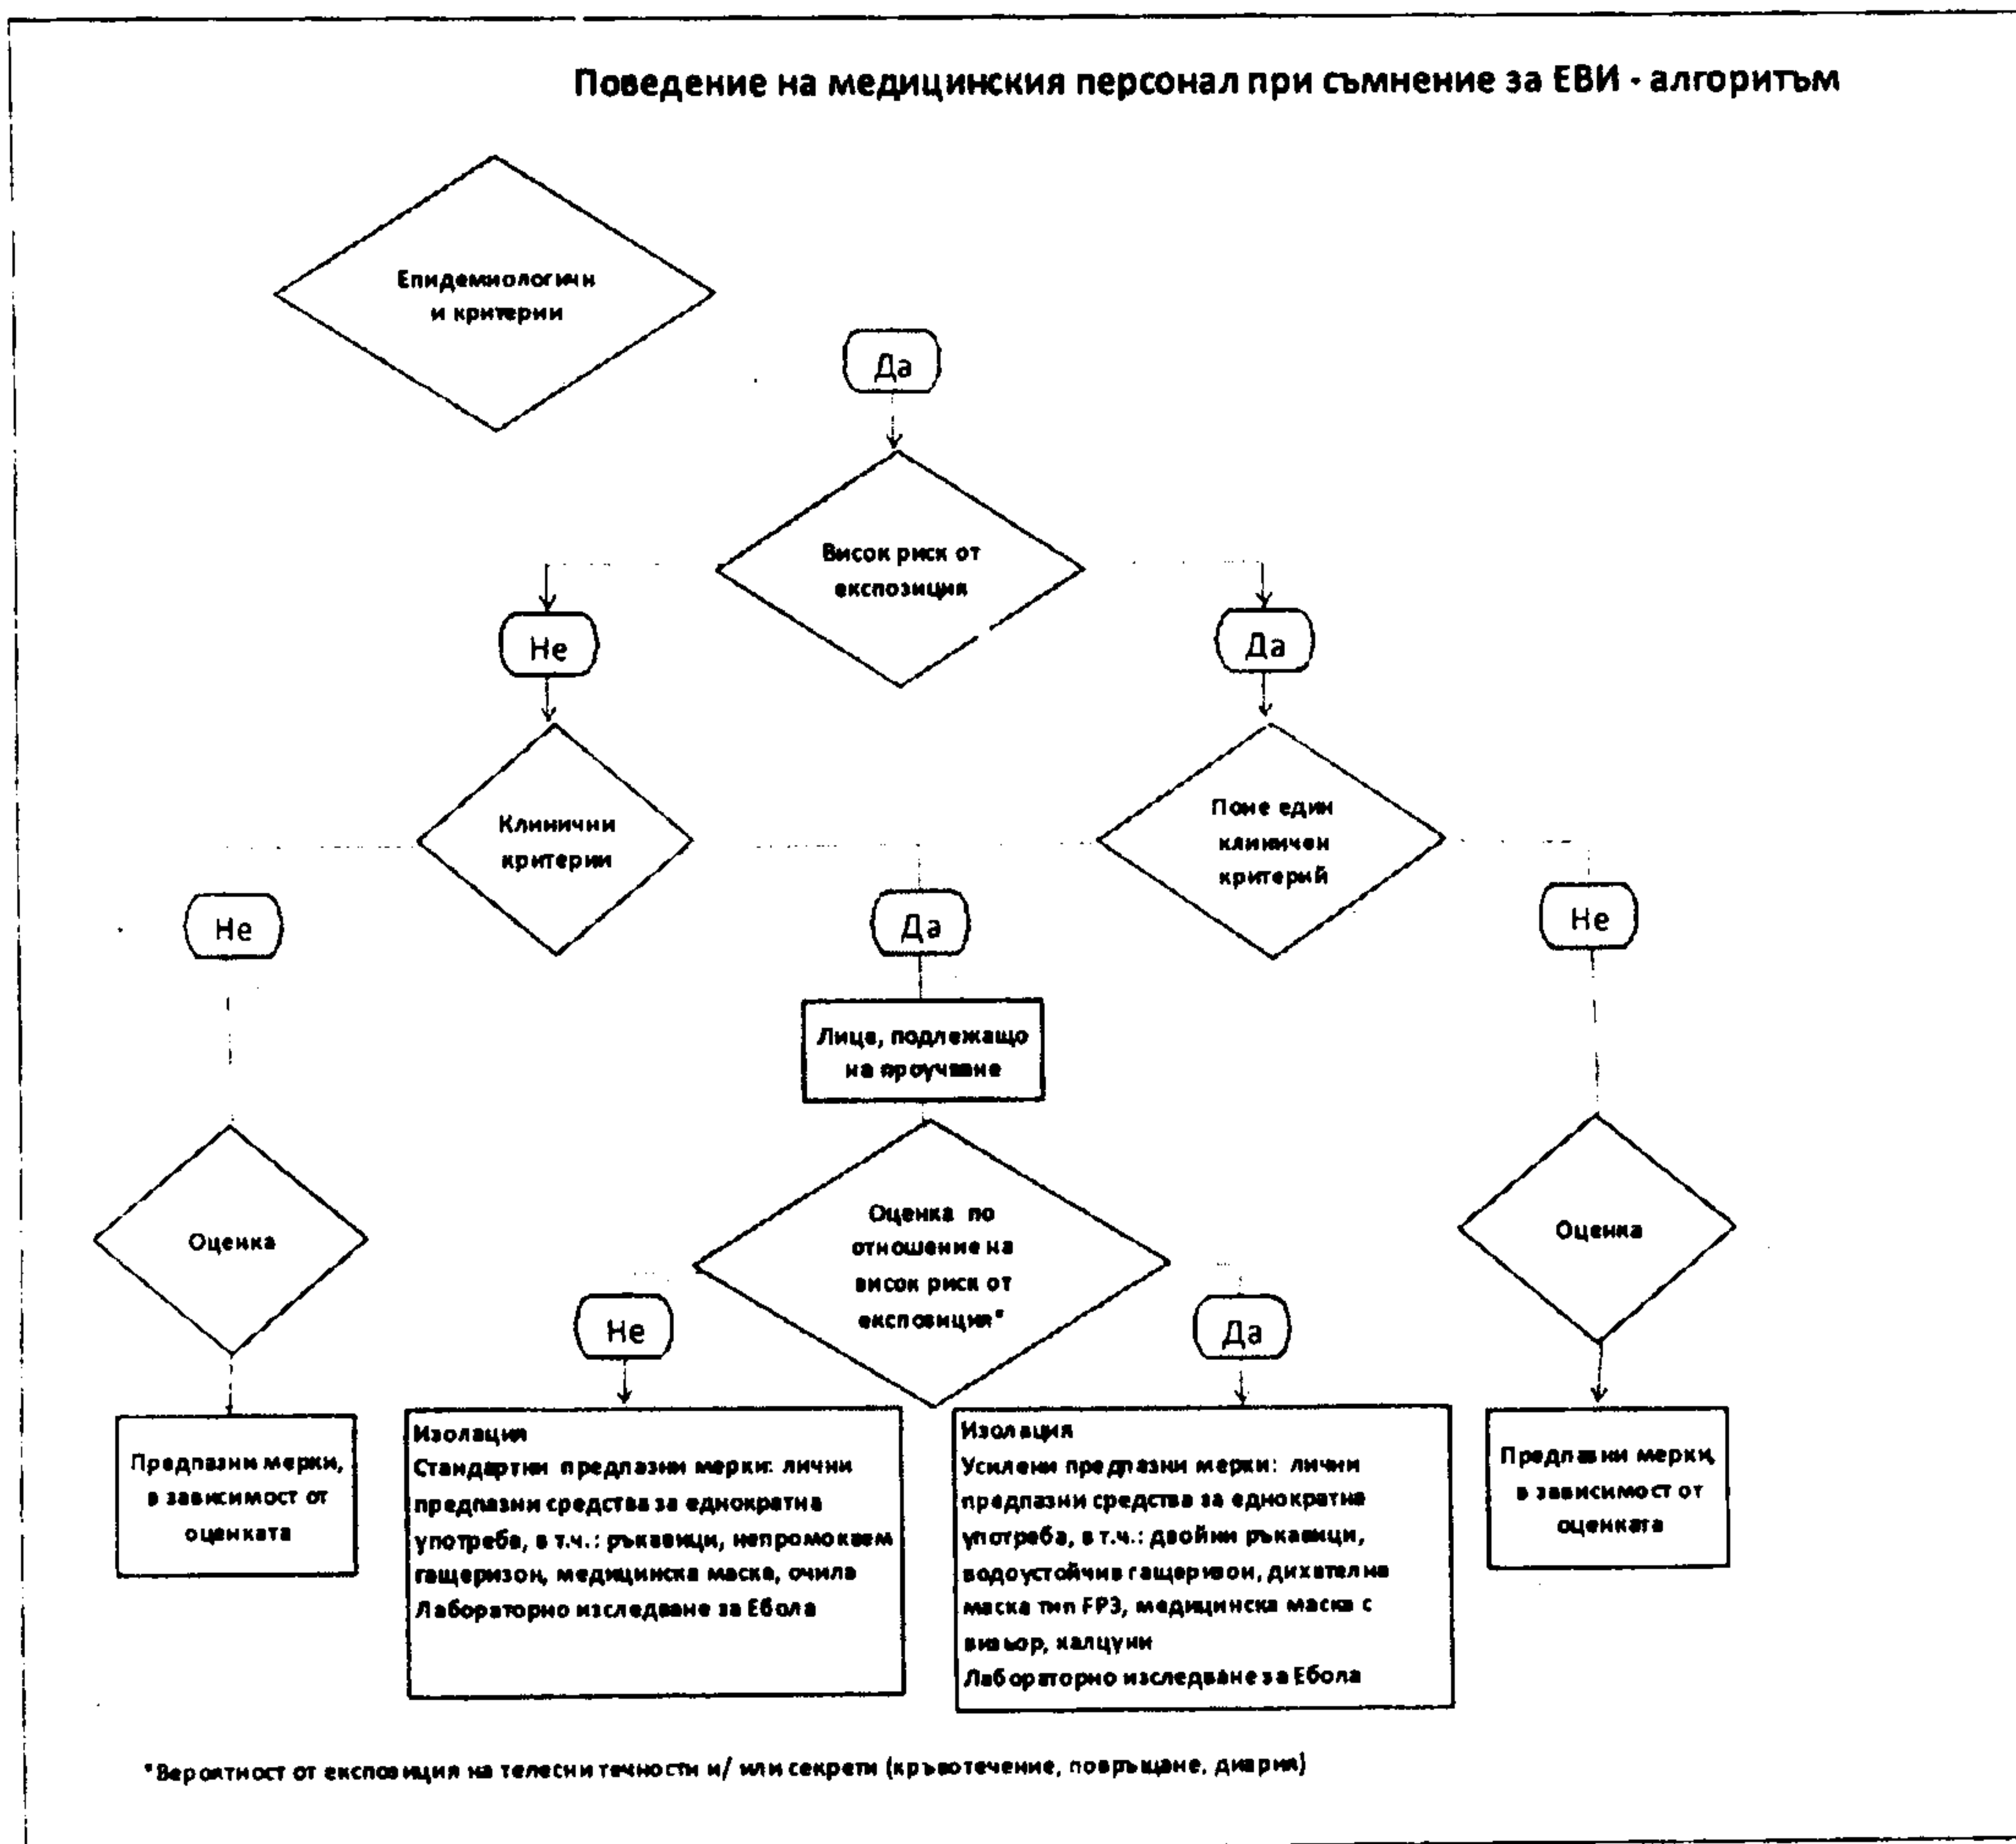 Поведение на медицинския персонал при съмнение за ЕВИ - алгоритъм
Епидемиологичн
и критерии
Да
Висок риск от
експозиция
Не
Да
Клинични
критерии
Поне един
клиничен
критерий
Не
Да
Не
Лице, подлежащо
на проучване
Оценка
Оценка по
отношение на
висок риск от
експозиция*
Оценка
Не
Да
Предпазни мерки,
в зависимост от
оценката
Изолация
Стандартни предпазни мерки: лични
предпазни средства за еднократна
употреба, в т.ч.: ръкавици, непромокаем
гащеризон, медицинска маска, очила
Лабораторно изследване за Ебола
Изолация
Усилени предпазни мерки: лични
предпазни средства за еднократна
употреба, в т.ч.: двойни ръкавици,
водоустойчив гащеризон, дихателна
маска тип FP3, медицинска маска с
визьор, калцуни
Лабораторно изследване за Ебола
Предпазни мерки,
в зависимост от
оценката
*Вероятност от експозиция на телесни течности и/ или секрети (кръвотечение, повръщане, диария)